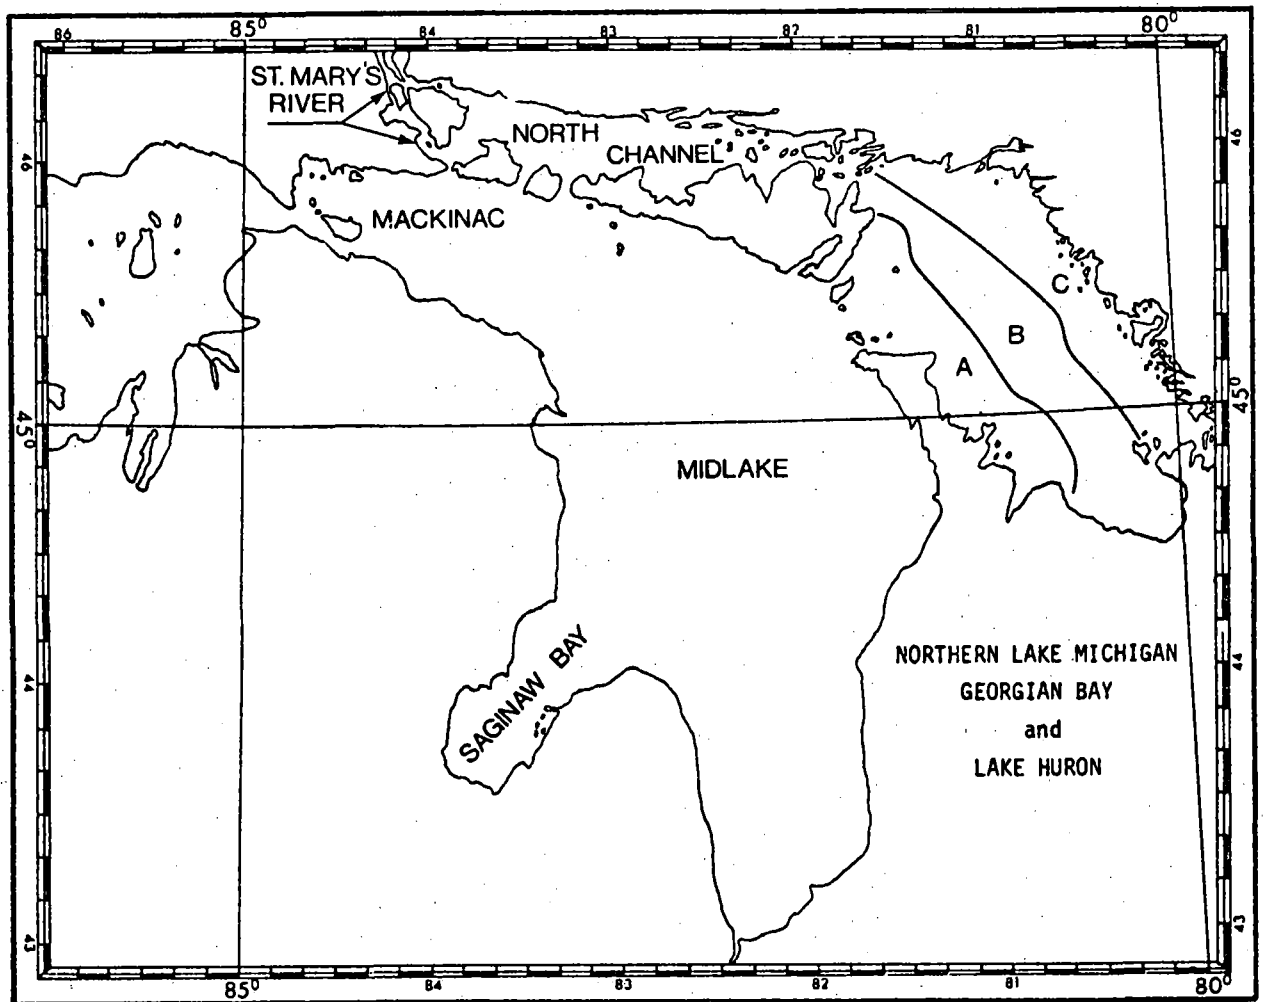 86 85° 84 83 82 81 80°
ST. MARY'S
RIVER
NORTH
CHANNEL
46 46
MACKINAC
C
B
A
45° 45°
MIDLAKE
SAGINAW BAY
44 44
NORTHERN LAKE MICHIGAN
GEORGIAN BAY
and
LAKE HURON
43 43
85° 84 83 82 81 80°